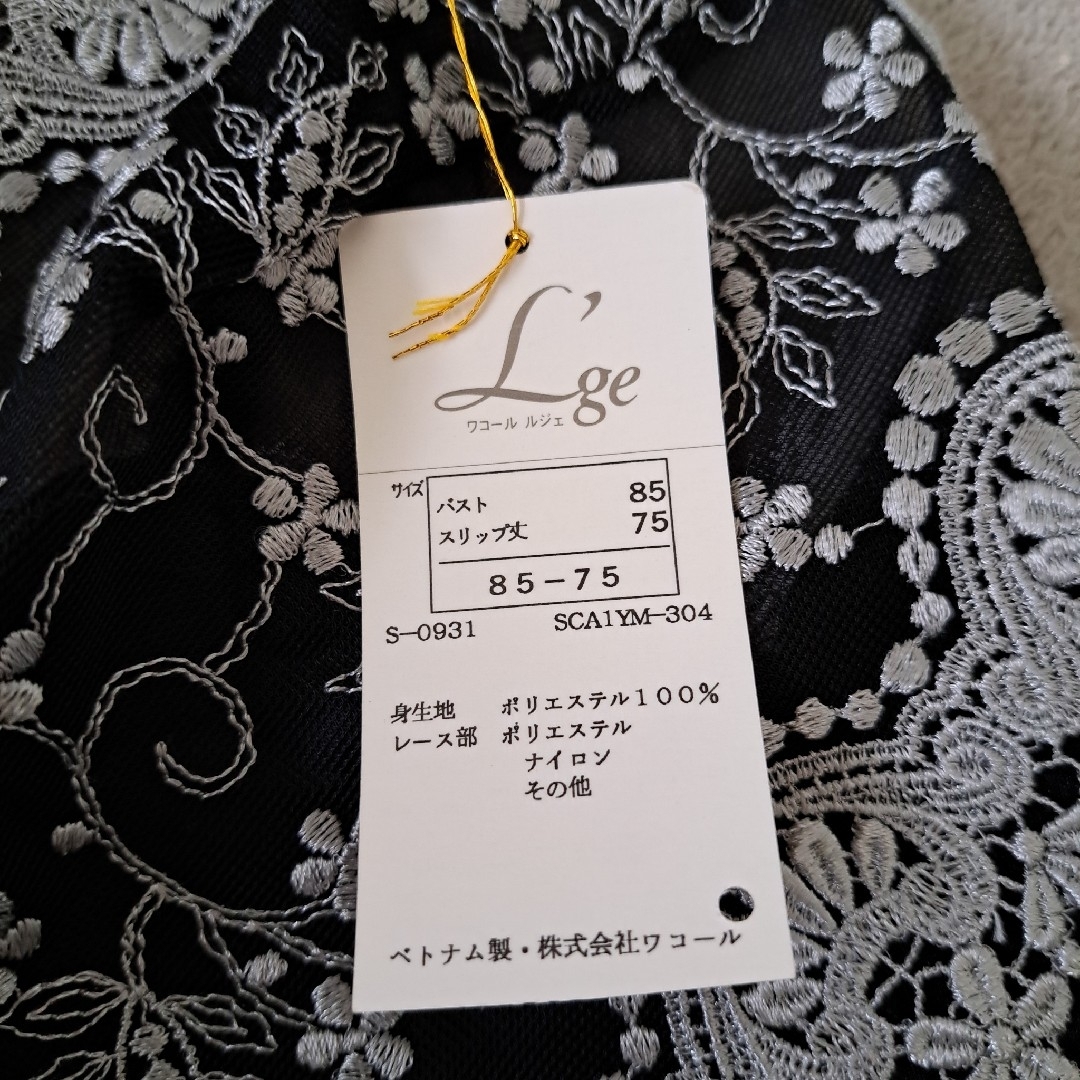 L'ge
ワコール ルジェ
サイズ
バスト 85
スリップ丈 75
85-75
S-0931 SCA1YM-304
身生地 ポリエステル100%
レース部 ポリエステル
ナイロン
その他
ベトナム製・株式会社ワコール